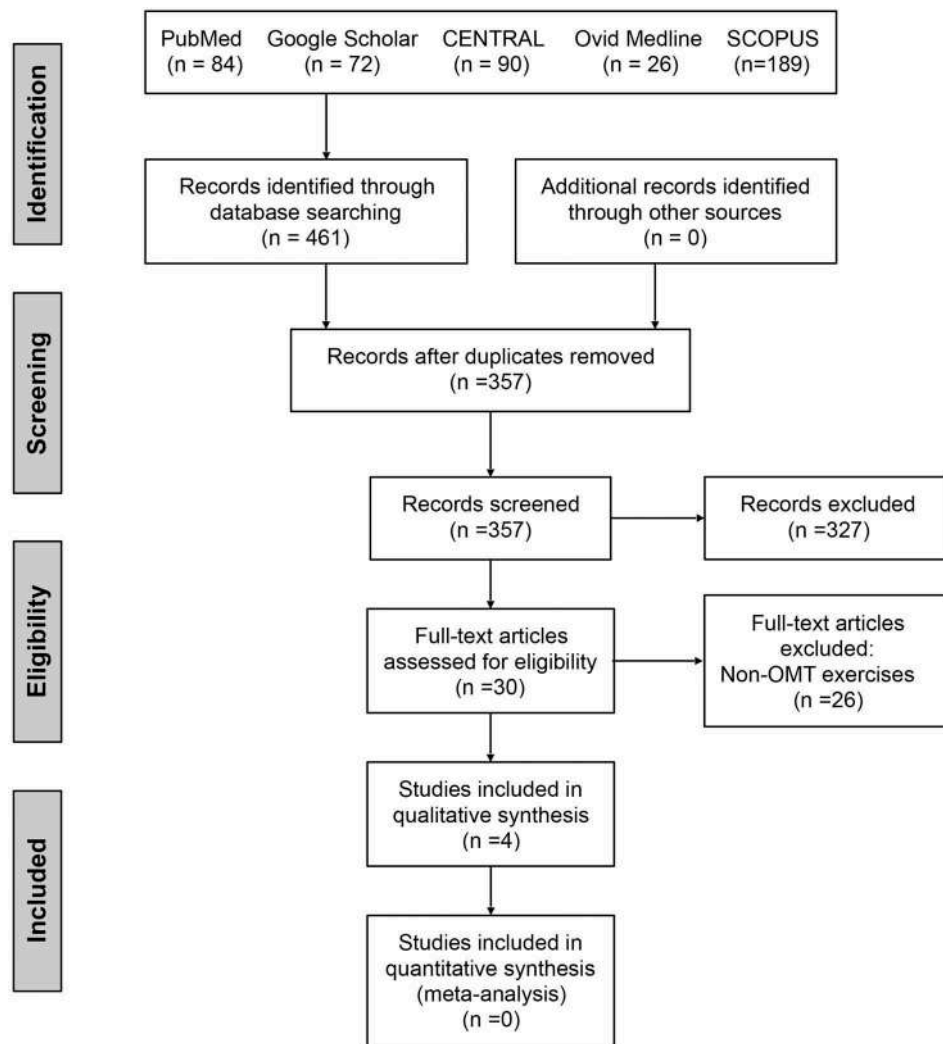 Identification
PubMed Google Scholar CENTRAL Ovid Medline SCOPUS
(n = 84) (n = 72) (n = 90) (n = 26) (n=189)
Records identified through
database searching
(n = 461)
Additional records identified
through other sources
(n = 0)
Screening
Records after duplicates removed
(n =357)
Records screened
(n =357)
Records excluded
(n =327)
Eligibility
Full-text articles
assessed for eligibility
(n =30)
Full-text articles
excluded:
Non-OMT exercises
(n =26)
Included
Studies included in
qualitative synthesis
(n =4)
Studies included in
quantitative synthesis
(meta-analysis)
(n =0)